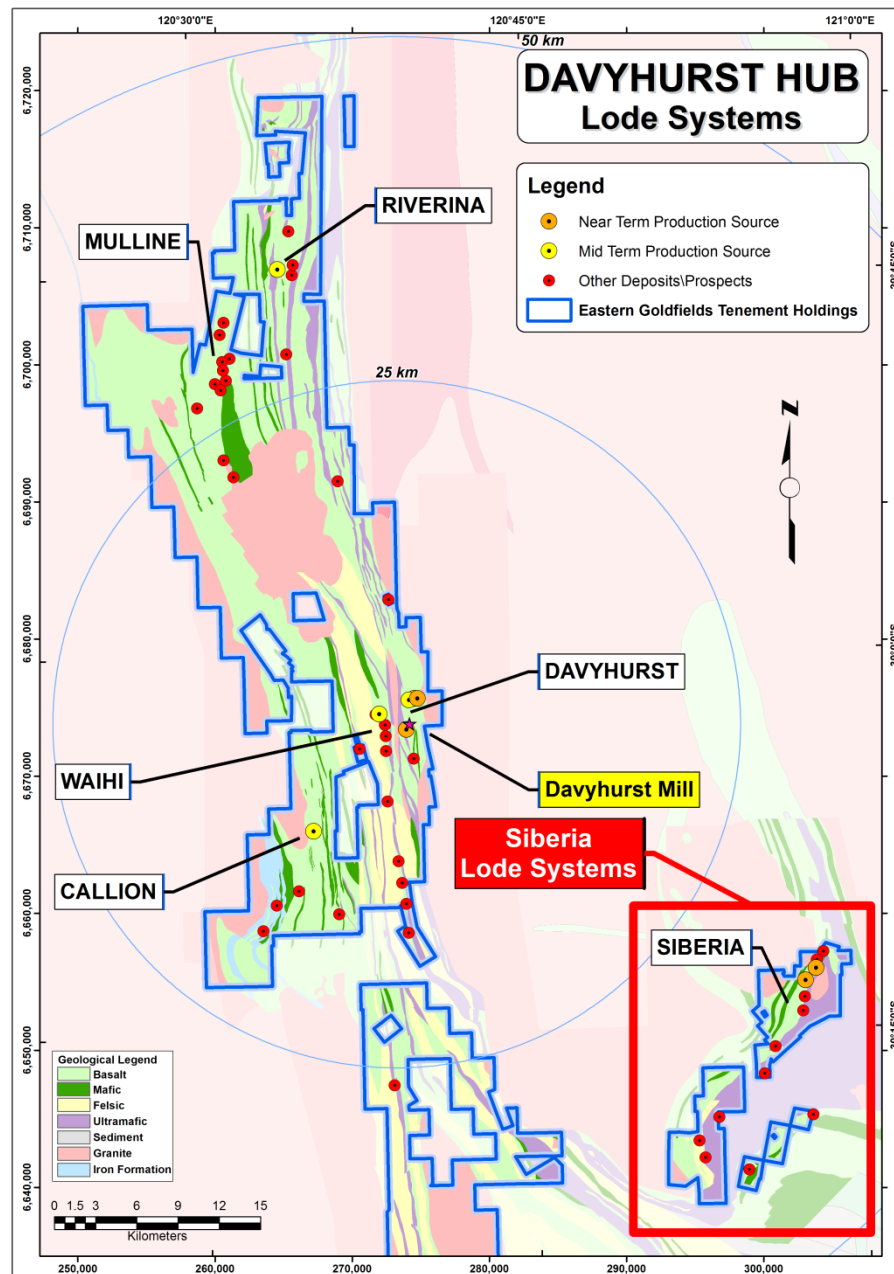 120°30'0"E
120°45'0"E
121°0'0"E
50 km
DAVYHURST HUB
Lode Systems
Legend
Near Term Production Source
Mid Term Production Source
Other Deposits\Prospects
Eastern Goldfields Tenement Holdings
RIVERINA
MULLINE
25 km
N
DAVYHURST
WAIHI
Davyhurst Mill
Siberia
Lode Systems
CALLION
SIBERIA
Geological Legend
Basalt
Mafic
Felsic
Ultramafic
Sediment
Granite
Iron Formation
0 1.5 3 6 9 12 15
Kilometers
6,720,000
6,710,000
6,700,000
6,690,000
6,680,000
6,670,000
6,660,000
6,650,000
6,640,000
250,000
260,000
270,000
280,000
290,000
300,000